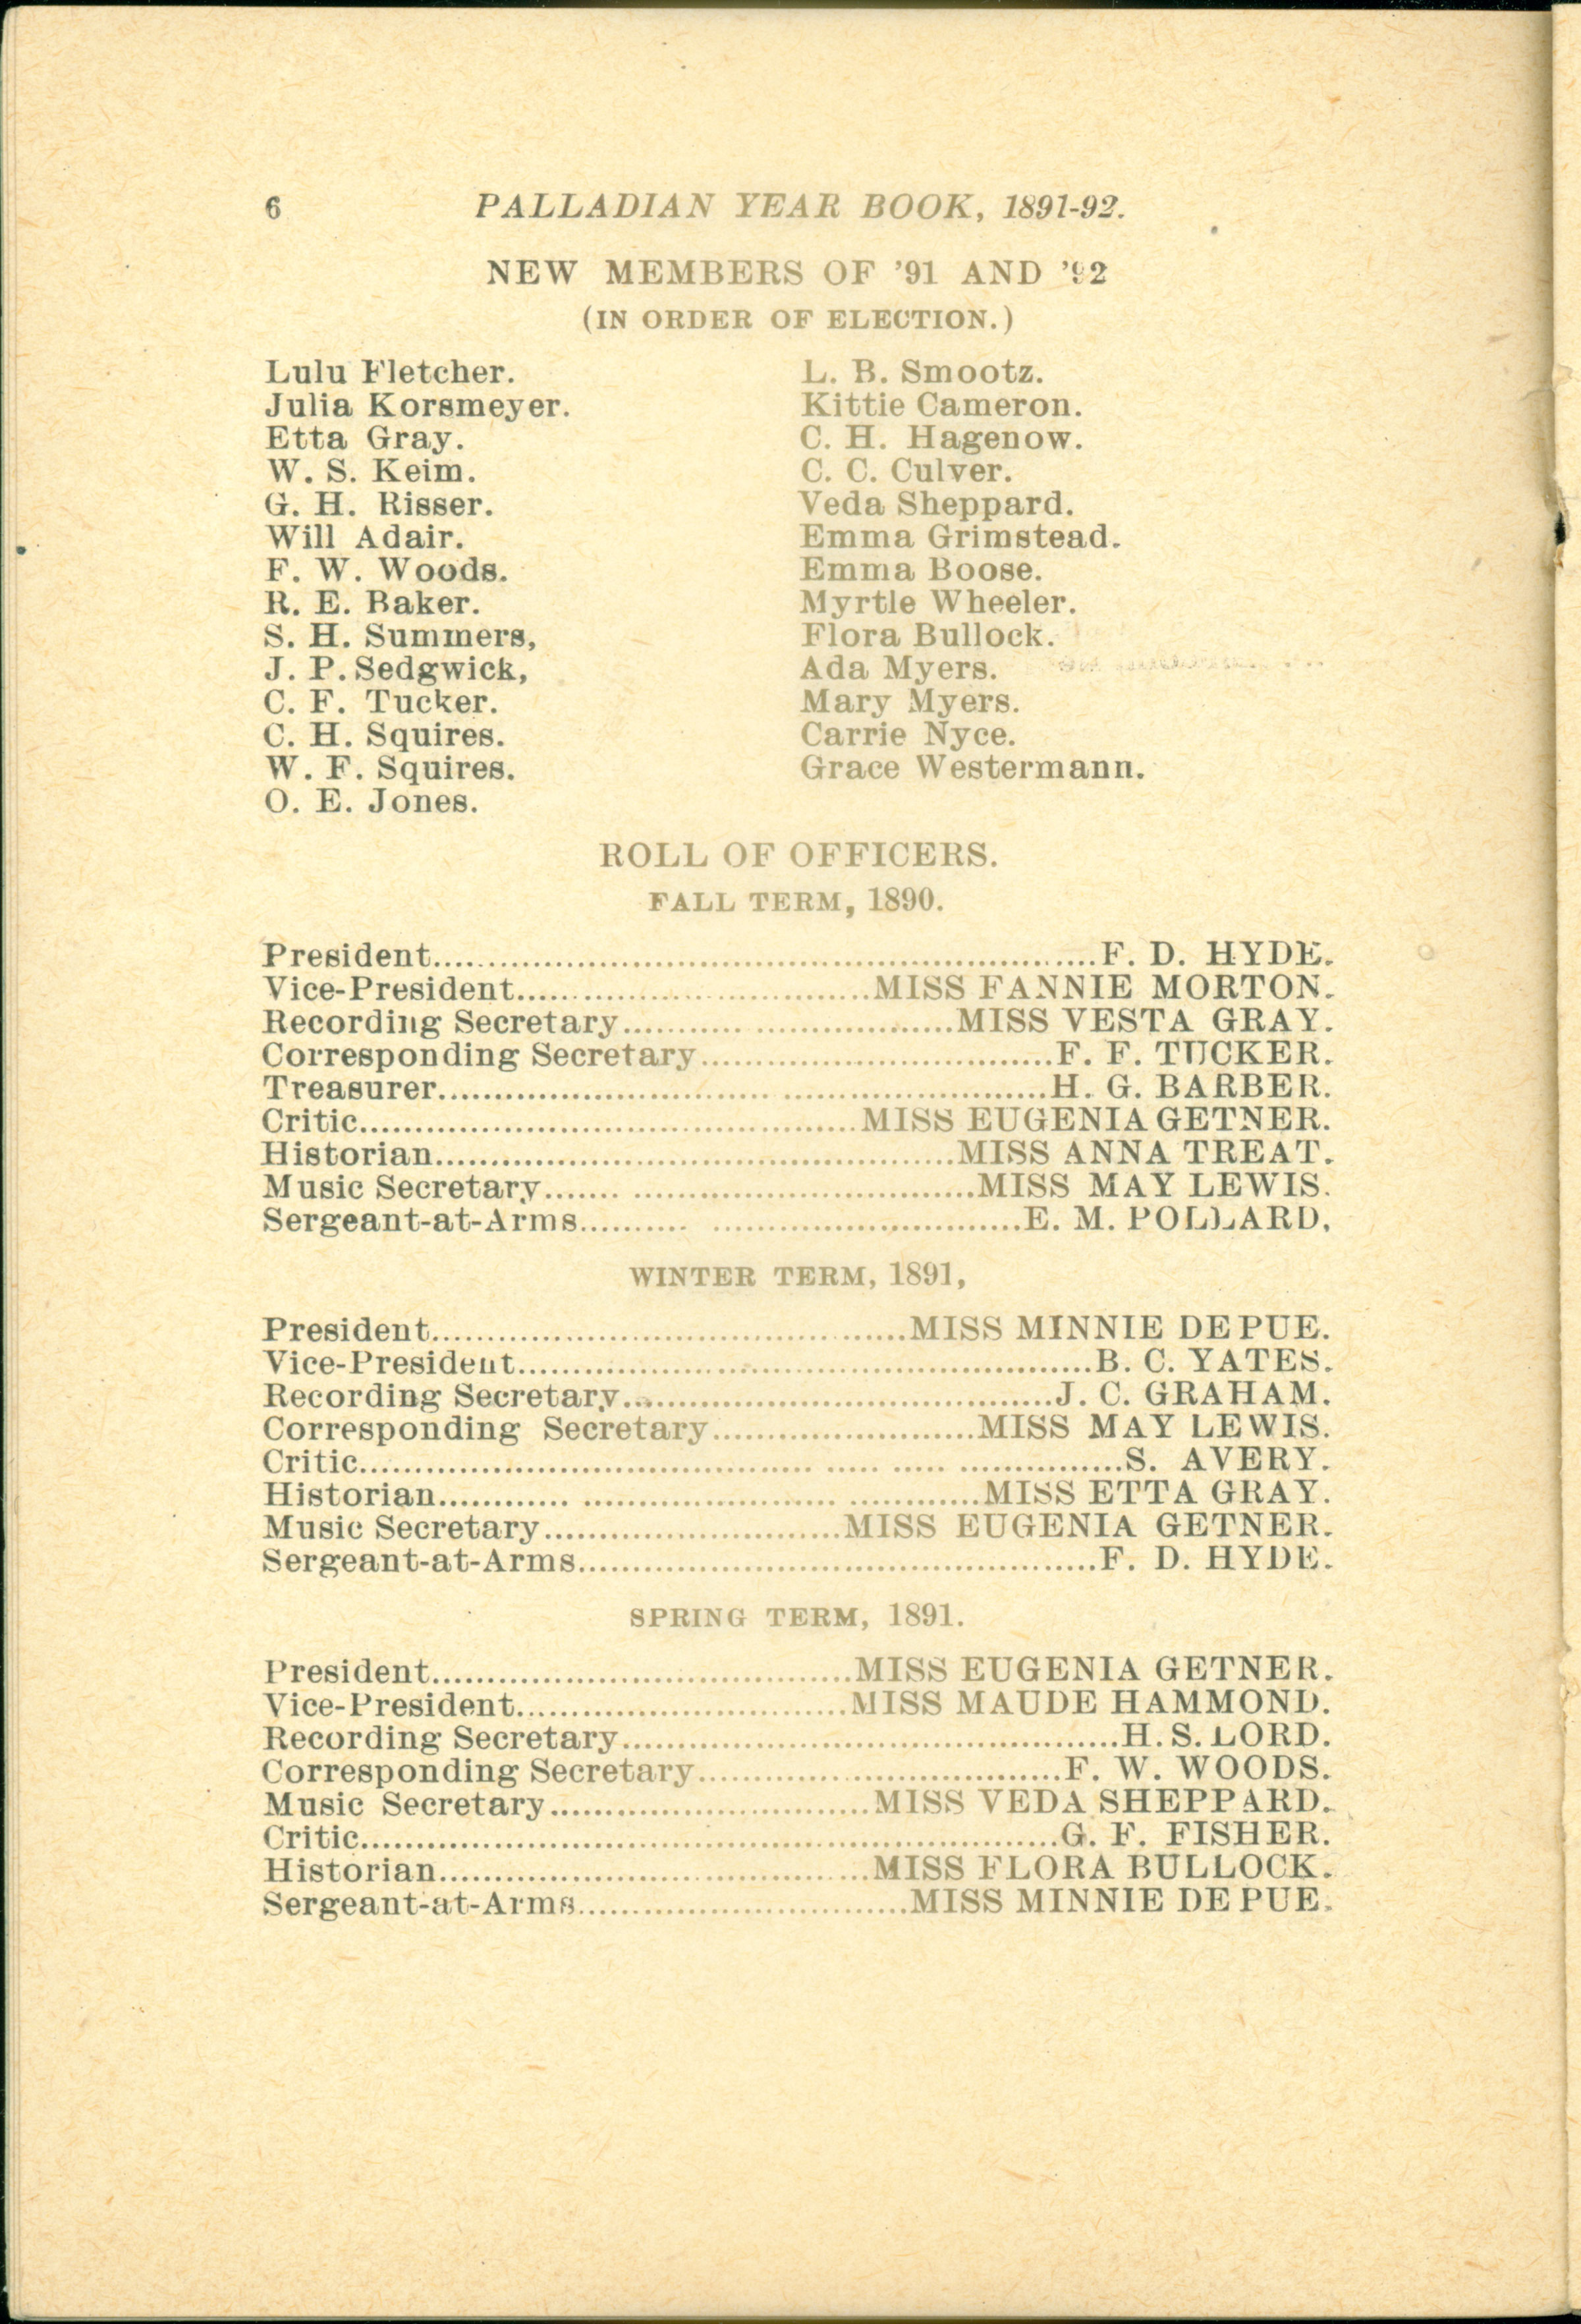 6 PALLADIAN YEAR BOOK, 1891-92.
NEW MEMBERS OF '91 AND '92
(IN ORDER OF ELECTION.)
Lulu Fletcher.
Julia Korsmeyer.
Etta Gray.
W. S. Keim.
G. H. Risser.
Will Adair.
F. W. Woods.
R. E. Baker.
S. H. Summers,
J. P. Sedgwick,
C. F. Tucker.
C. H. Squires.
W. F. Squires.
O. E. Jones.
L. B. Smootz.
Kittie Cameron.
C. H. Hagenow.
C. C. Culver.
Veda Sheppard.
Emma Grimstead.
Emma Boose.
Myrtle Wheeler.
Flora Bullock.
Ada Myers.
Mary Myers.
Carrie Nyce.
Grace Westermann.
ROLL OF OFFICERS.
FALL TERM, 1890.
President........F. D. HYDE.
Vice-President........MISS FANNIE MORTON.
Recording Secretary........MISS VESTA GRAY.
Corresponding Secretary........F. F. TUCKER.
Treasurer........H. G. BARBER.
Critic........MISS EUGENIA GETNER.
Historian........MISS ANNA TREAT.
Music Secretary........MISS MAY LEWIS.
Sergeant-at-Arms........E. M. POLLARD,
WINTER TERM, 1891,
President........MISS MINNIE DE PUE.
Vice-President........B. C. YATES.
Recording Secretary........J. C. GRAHAM.
Corresponding Secretary........MISS MAY LEWIS.
Critic........S. AVERY.
Historian........MISS ETTA GRAY.
Music Secretary........MISS EUGENIA GETNER.
Sergeant-at-Arms........F. D. HYDE.
SPRING TERM, 1891.
President........MISS EUGENIA GETNER.
Vice-President........MISS MAUDE HAMMOND.
Recording Secretary........H. S. LORD.
Corresponding Secretary........F. W. WOODS.
Music Secretary........MISS VEDA SHEPPARD.
Critic........G. F. FISHER.
Historian........MISS FLORA BULLOCK.
Sergeant-at-Arms........MISS MINNIE DE PUE.